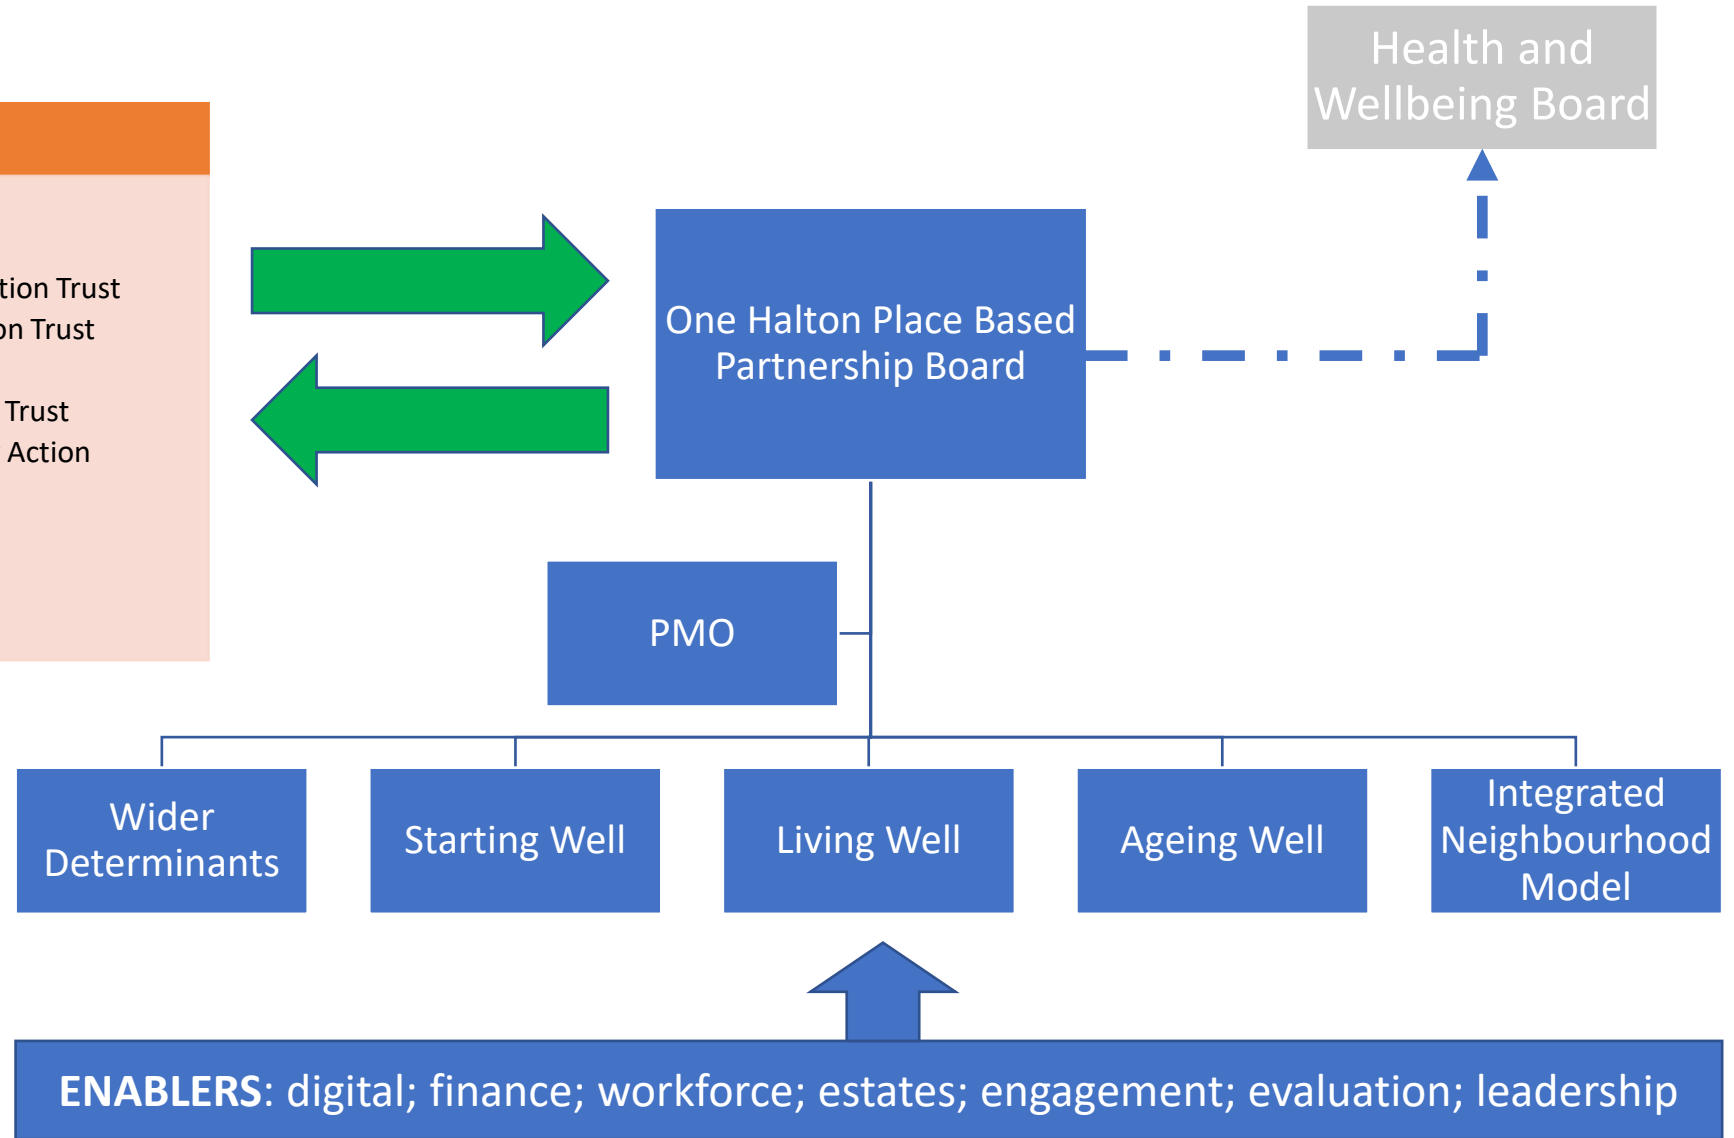 Health and
Wellbeing Board
tion Trust
on Trust
Trust
Action
One Halton Place Based
Partnership Board
PMO
Wider
Determinants
Starting Well
Living Well
Ageing Well
Integrated
Neighbourhood
Model
ENABLERS: digital; finance; workforce; estates; engagement; evaluation; leadership